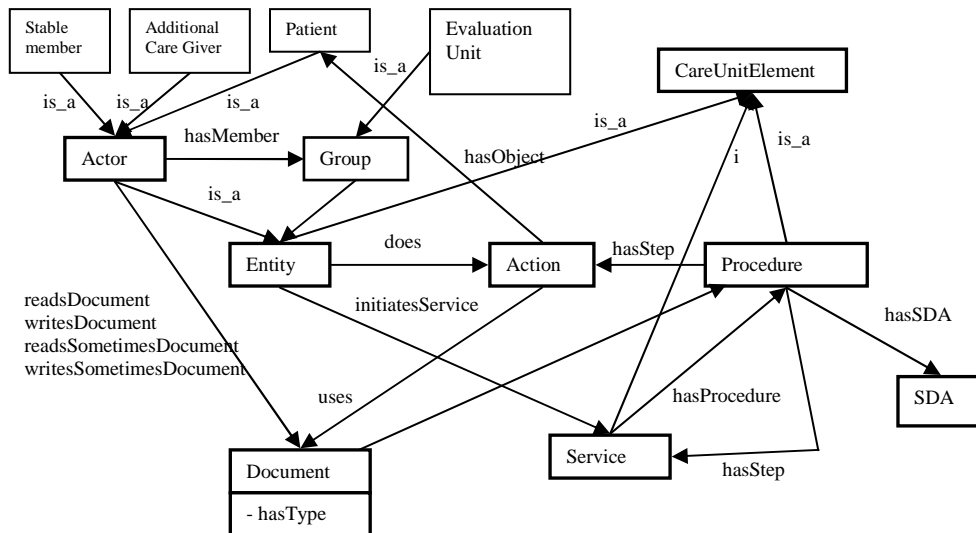 Stable
member
Additional
Care Giver
Patient
Evaluation
Unit
CareUnitElement
is_a
is_a
is_a
is_a
is_a
is_a
hasMember
Actor
Group
hasObject
i
is_a
does
hasStep
Entity
Action
Procedure
readsDocument
writesDocument
readsSometimesDocument
writesSometimesDocument
initiatesService
hasSDA
uses
hasProcedure
SDA
Document
Service
hasStep
- hasType